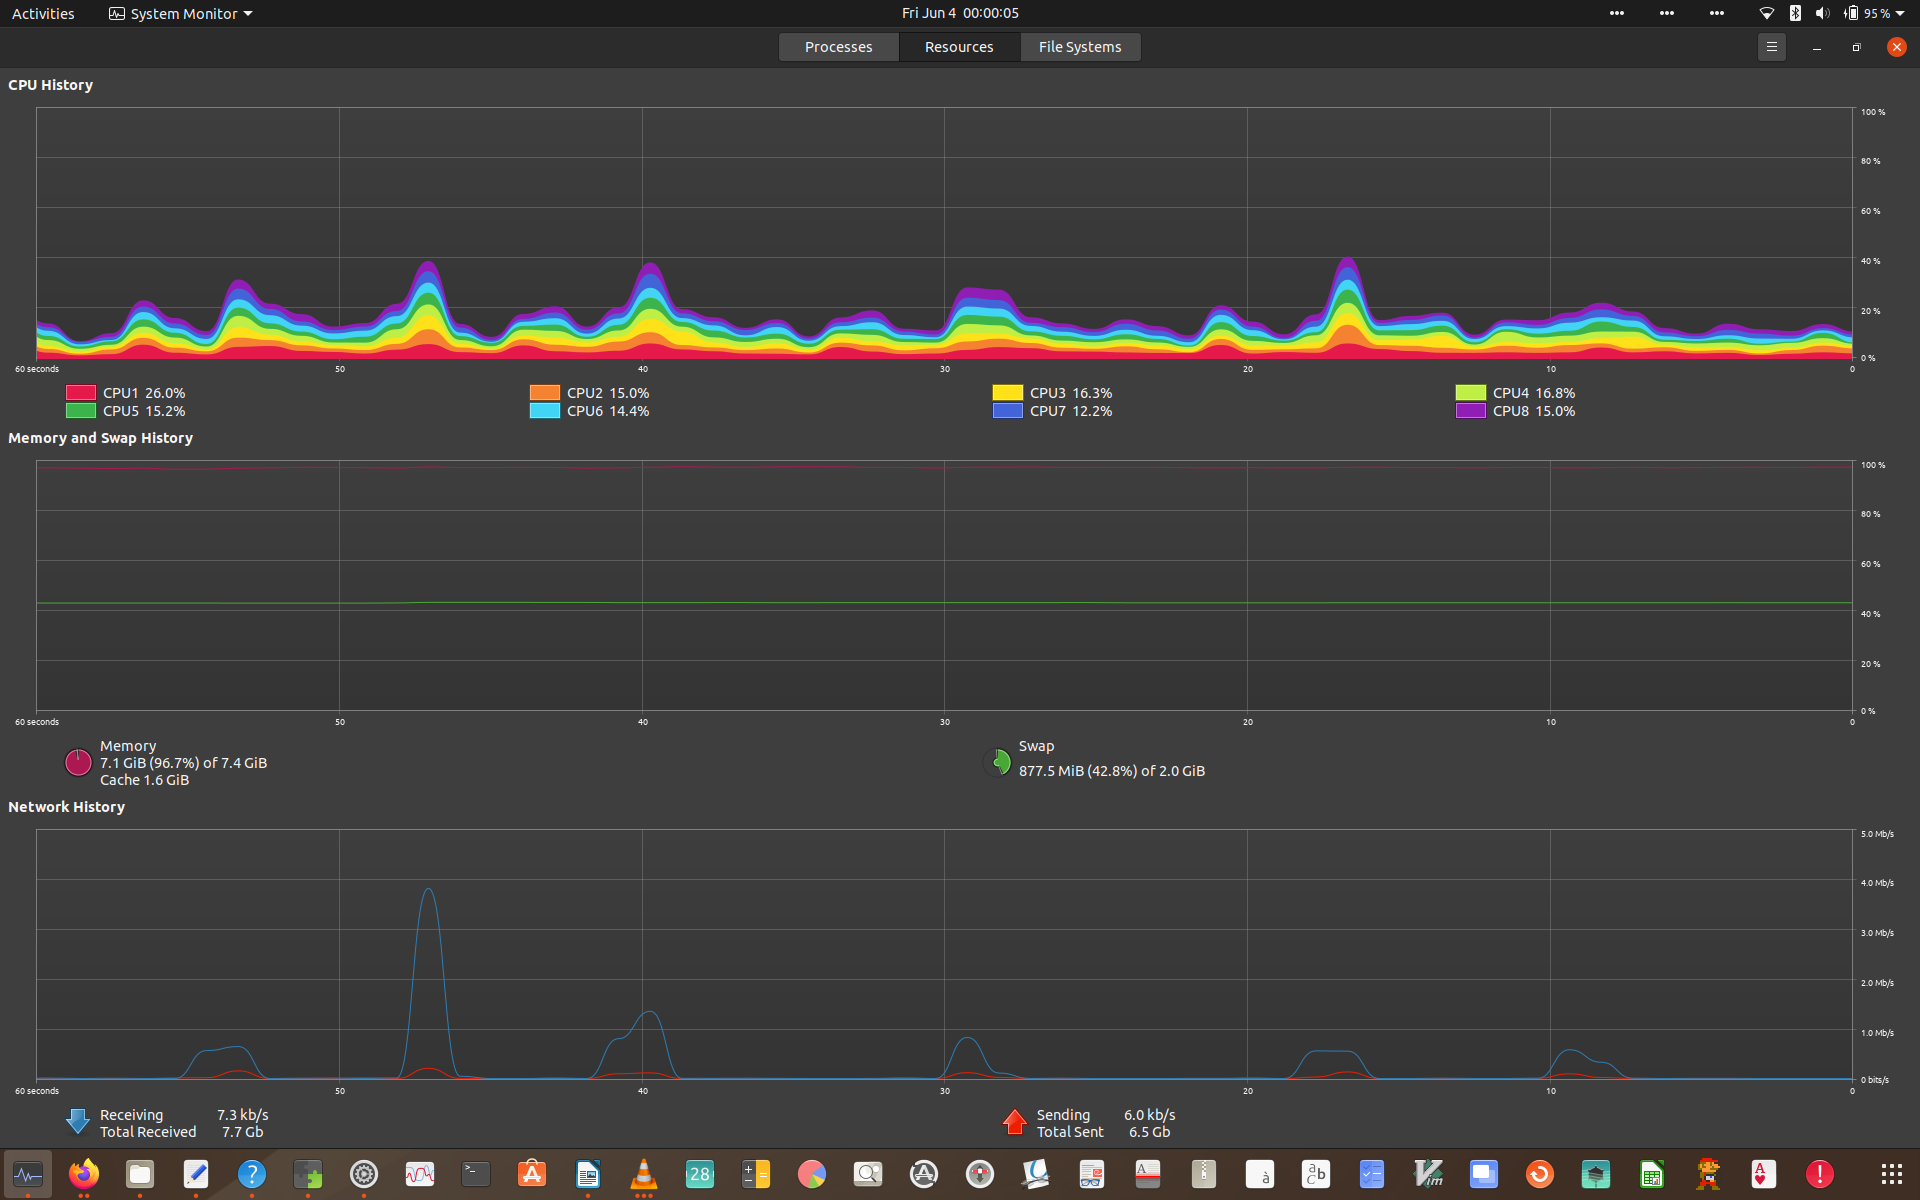 Activities System Monitor Fri Jun 4 00:00:05 95 %
Processes Resources File Systems
CPU History
100 %
80 %
60 %
40 %
20 %
0 %
60 seconds 50 40 30 20 10 0
CPU1 26.0% CPU2 15.0% CPU3 16.3% CPU4 16.8%
CPU5 15.2% CPU6 14.4% CPU7 12.2% CPU8 15.0%
Memory and Swap History
100 %
80 %
60 %
40 %
20 %
0 %
60 seconds 50 40 30 20 10 0
Memory
7.1 GiB (96.7%) of 7.4 GiB
Cache 1.6 GiB
Swap
877.5 MiB (42.8%) of 2.0 GiB
Network History
5.0 Mb/s
4.0 Mb/s
3.0 Mb/s
2.0 Mb/s
1.0 Mb/s
0 bits/s
60 seconds 50 40 30 20 10 0
Receiving 7.3 kb/s
Total Received 7.7 Gb
Sending 6.0 kb/s
Total Sent 6.5 Gb
28